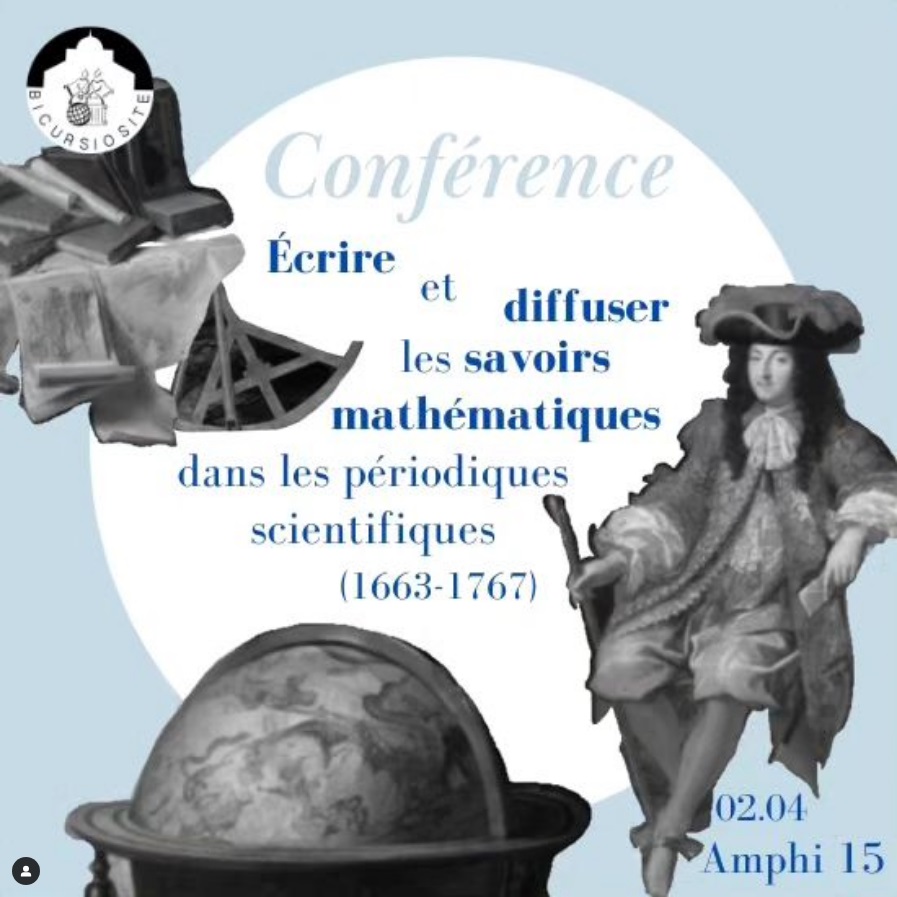 BICURSIOSITE
Conférence
Écrire
et
diffuser
les savoirs
mathématiques
dans les périodiques
scientifiques
(1663-1767)
02.04
Amphi 15